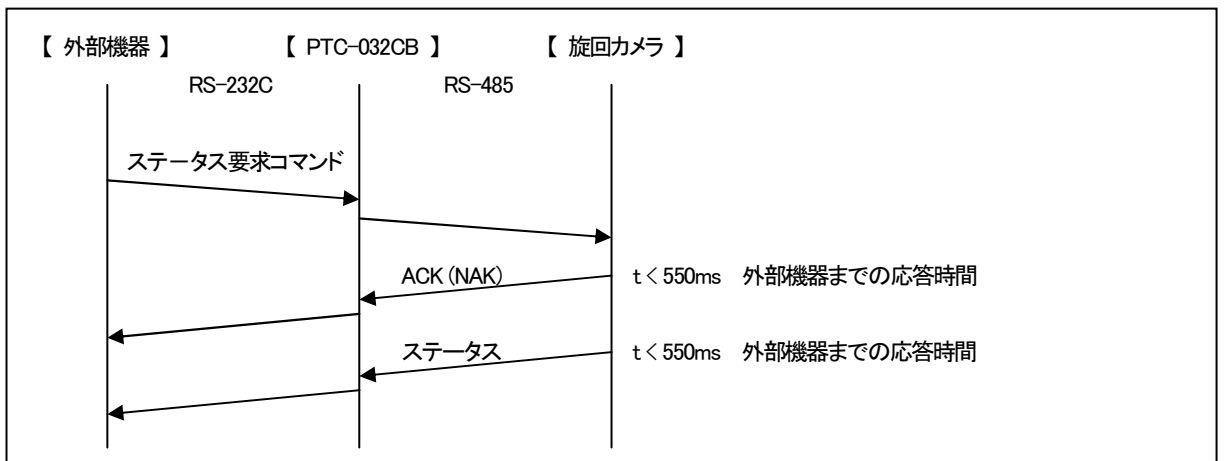 【 外部機器 】 【 PTC-032CB 】 【 旋回カメラ 】
RS-232C RS-485
ステータス要求コマンド
ACK(NAK) t<550ms 外部機器までの応答時間
ステータス t<550ms 外部機器までの応答時間